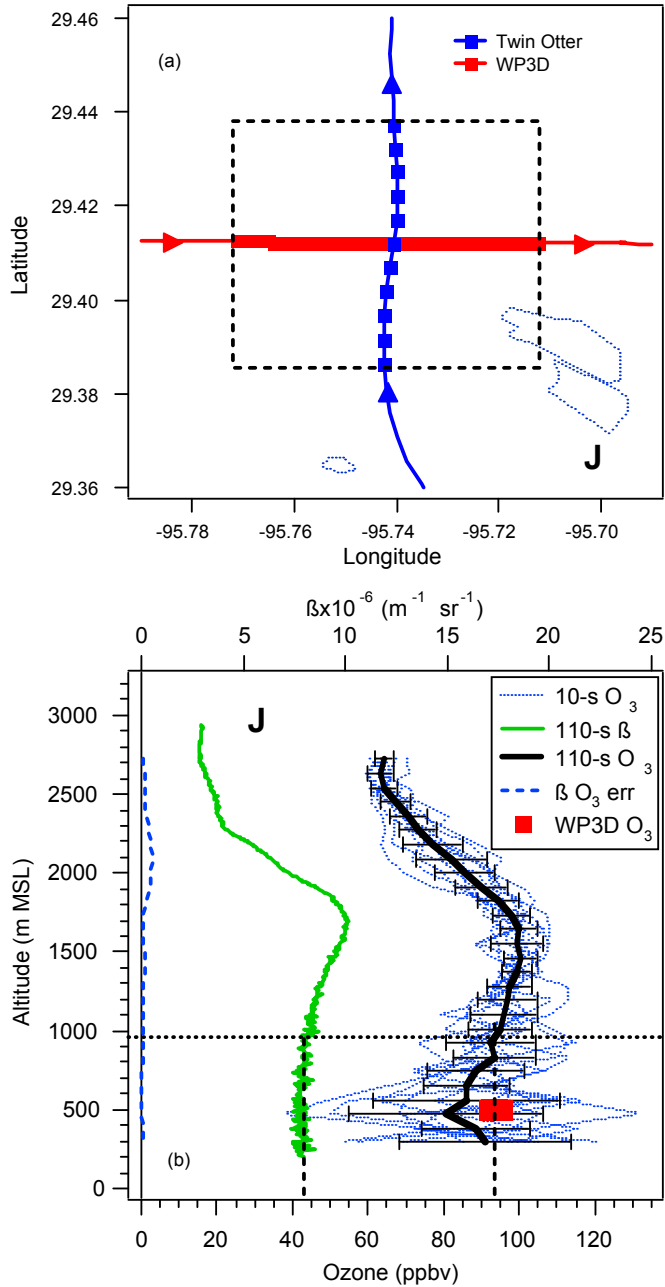 29.46
(a)
Twin Otter
WP3D
29.44
29.42
29.40
29.38
29.36
Latitude
J
-95.78
-95.76
-95.74
-95.72
-95.70
Longitude
ßx10⁻⁶ (m⁻¹ sr⁻¹)
0
5
10
15
20
25
J
10-s O₃
110-s ß
110-s O₃
ß O₃ err
WP3D O₃
3000
2500
2000
1500
1000
500
0
Altitude (m MSL)
(b)
0
20
40
60
80
100
120
Ozone (ppbv)